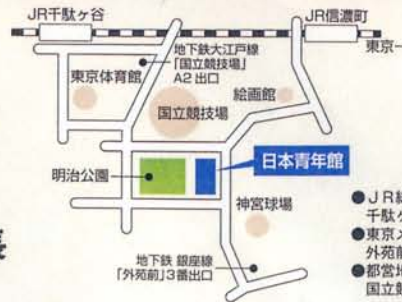 JR千駄ヶ谷
JR信濃町
東京
地下鉄大江戸線
「国立競技場」
A2出口
東京体育館
国立競技場
絵画館
日本青年館
明治公園
神宮球場
地下鉄 銀座線
「外苑前」3番出口
●JR
千駄ヶ
●東京メ
外苑前
●都営地
国立競